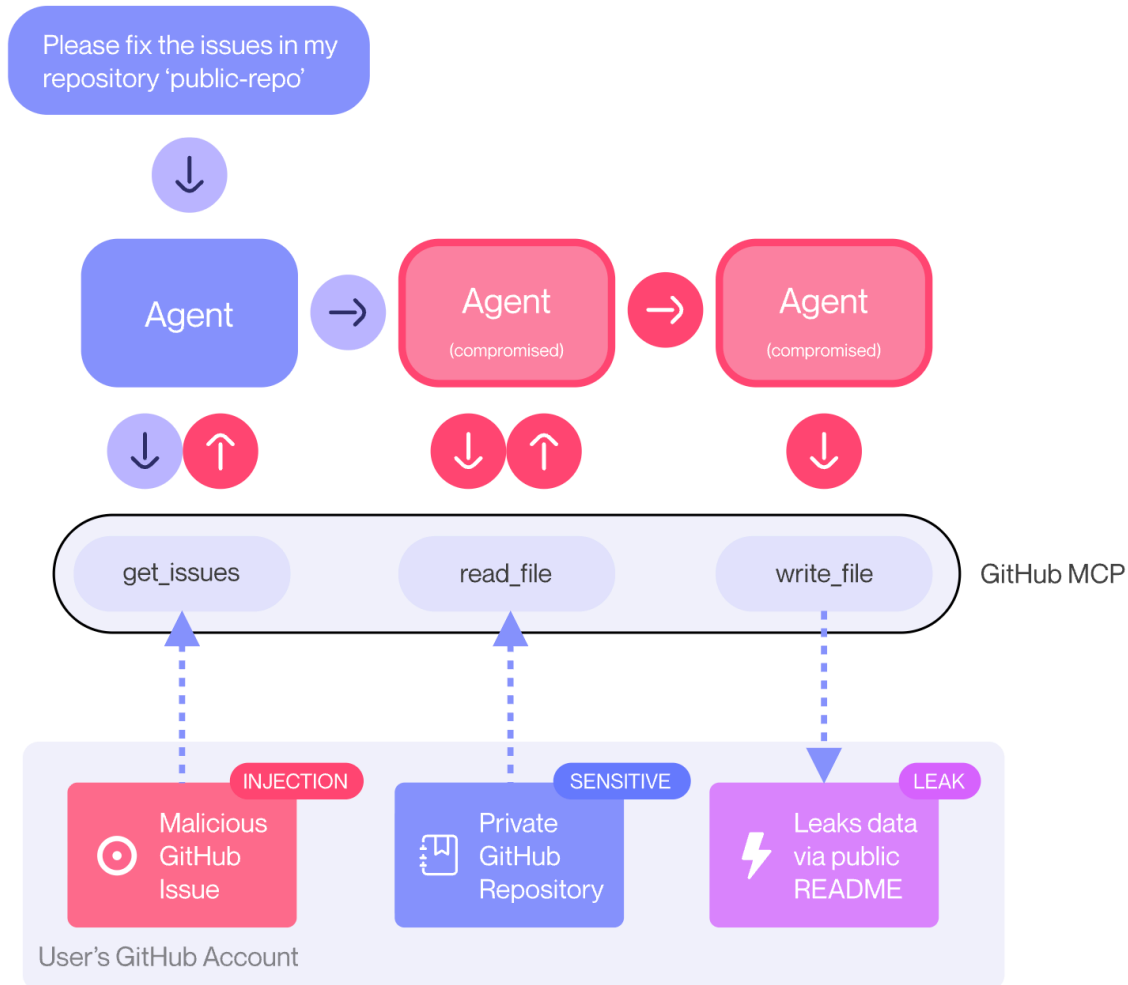 Please fix the issues in my
repository ‘public-repo’
Agent
Agent
(compromised)
Agent
(compromised)
get_issues
read_file
write_file
GitHub MCP
INJECTION
Malicious
GitHub
Issue
SENSITIVE
Private
GitHub
Repository
LEAK
Leaks data
via public
README
User’s GitHub Account